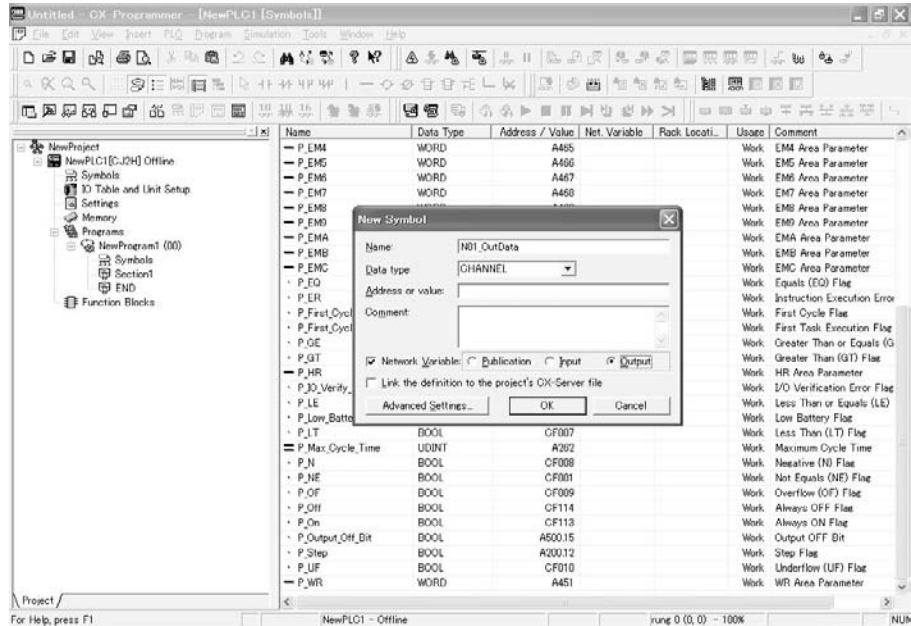 Untitled - CX-Programmer - [NewPLC1 [Symbols]]
File Edit View Insert PLC Program Simulation Tools Window Help
NewProject
NewPLC1[CJ2H] Offline
Symbols
IO Table and Unit Setup
Settings
Memory
Programs
NewProgram1 (00)
Symbols
Section1
END
Function Blocks
Project
Name Data Type Address / Value Net. Variable Rack Locati... Usage Comment
P_EM4 WORD A465 Work EM4 Area Parameter
P_EM5 WORD A466 Work EM5 Area Parameter
P_EM6 WORD A467 Work EM6 Area Parameter
P_EM7 WORD A468 Work EM7 Area Parameter
P_EM8 Work EM8 Area Parameter
P_EM9 Work EM9 Area Parameter
P_EMA Work EMA Area Parameter
P_EMB Work EMB Area Parameter
P_EMC Work EMC Area Parameter
P_EQ Work Equals (EQ) Flag
P_ER Work Instruction Execution Error
P_First_Cycl Work First Cycle Flag
P_First_Cycl Work First Task Execution Flag
P_GE Work Greater Than or Equals (G
P_GT Work Greater Than (GT) Flag
P_HR Work HR Area Parameter
P_IO_Verify_ Work I/O Verification Error Flag
P_LE Work Less Than or Equals (LE)
P_Low_Batte Work Low Battery Flag
P_LT BOOL CF007 Work Less Than (LT) Flag
P_Max_Cycle_Time UDINT A262 Work Maximum Cycle Time
P_N BOOL CF008 Work Negative (N) Flag
P_NE BOOL CF001 Work Not Equals (NE) Flag
P_OF BOOL CF009 Work Overflow (OF) Flag
P_Off BOOL CF114 Work Always OFF Flag
P_On BOOL CF113 Work Always ON Flag
P_Output_Off_Bit BOOL A500.15 Work Output OFF Bit
P_Step BOOL A200.12 Work Step Flag
P_UF BOOL CF010 Work Underflow (UF) Flag
P_WR WORD A451 Work WR Area Parameter
New Symbol
Name: N01_OutData
Data type: CHANNEL
Address or value:
Comment:
Network Variable: Publication Input Output
Link the definition to the project's CX-Server file
Advanced Settings... OK Cancel
For Help, press F1 NewPLC1 - Offline rung 0 (0, 0) - 100% NUM